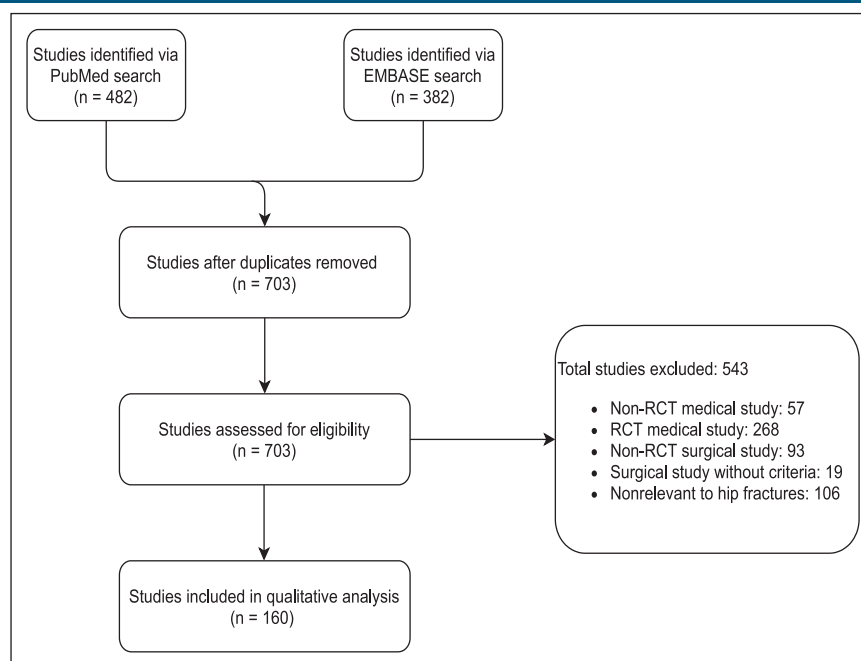 Studies identified via
PubMed search
(n = 482)
Studies identified via
EMBASE search
(n = 382)
Studies after duplicates removed
(n = 703)
Studies assessed for eligibility
(n = 703)
Total studies excluded: 543
• Non-RCT medical study: 57
• RCT medical study: 268
• Non-RCT surgical study: 93
• Surgical study without criteria: 19
• Nonrelevant to hip fractures: 106
Studies included in qualitative analysis
(n = 160)